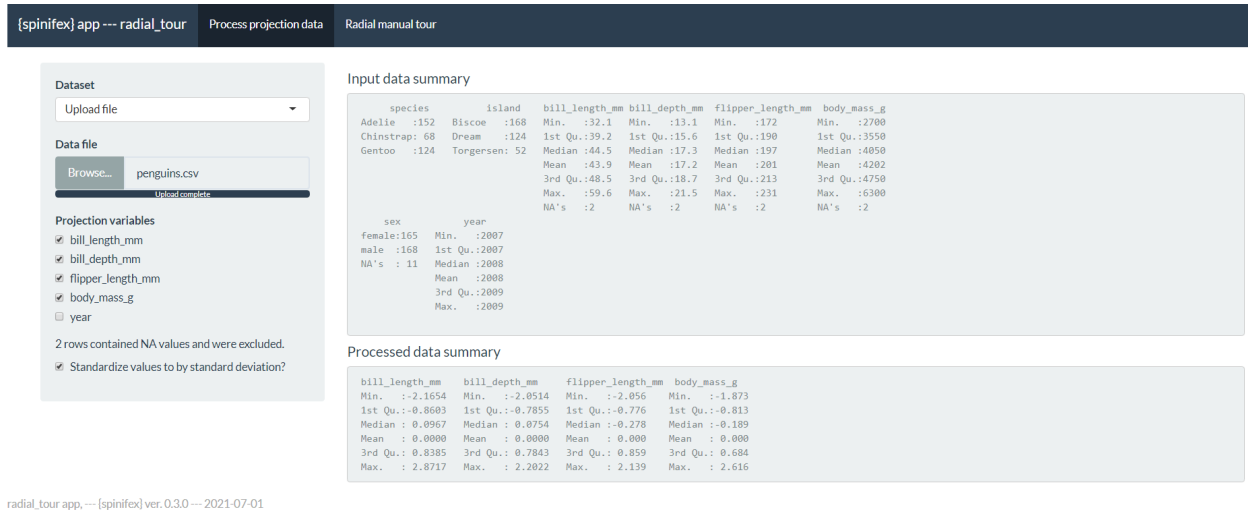 {spinifex} app --- radial_tour Process projection data Radial manual tour
Dataset
Upload file
Data file
Browse... penguins.csv
Upload complete
Projection variables
bill_length_mm
bill_depth_mm
flipper_length_mm
body_mass_g
year
2 rows contained NA values and were excluded.
Standardize values to by standard deviation?
Input data summary
species island bill_length_mm bill_depth_mm flipper_length_mm body_mass_g
Adelie :152 Biscoe :168 Min. :32.1 Min. :13.1 Min. :172 Min. :2700
Chinstrap: 68 Dream :124 1st Qu.:39.2 1st Qu.:15.6 1st Qu.:190 1st Qu.:3550
Gentoo :124 Torgersen: 52 Median :44.5 Median :17.3 Median :197 Median :4050
Mean :43.9 Mean :17.2 Mean :201 Mean :4202
3rd Qu.:48.5 3rd Qu.:18.7 3rd Qu.:213 3rd Qu.:4750
Max. :59.6 Max. :21.5 Max. :231 Max. :6300
NA's :2 NA's :2 NA's :2 NA's :2
sex year
female:165 Min. :2007
male :168 1st Qu.:2007
NA's : 11 Median :2008
Mean :2008
3rd Qu.:2009
Max. :2009
Processed data summary
bill_length_mm bill_depth_mm flipper_length_mm body_mass_g
Min. :-2.1654 Min. :-2.0514 Min. :-2.056 Min. :-1.873
1st Qu.:-0.8603 1st Qu.:-0.7855 1st Qu.:-0.776 1st Qu.:-0.813
Median : 0.0967 Median : 0.0754 Median :-0.278 Median :-0.189
Mean : 0.0000 Mean : 0.0000 Mean : 0.000 Mean : 0.000
3rd Qu.: 0.8385 3rd Qu.: 0.7843 3rd Qu.: 0.859 3rd Qu.: 0.684
Max. : 2.8717 Max. : 2.2022 Max. : 2.139 Max. : 2.616
radial_tour app, --- {spinifex} ver. 0.3.0 --- 2021-07-01